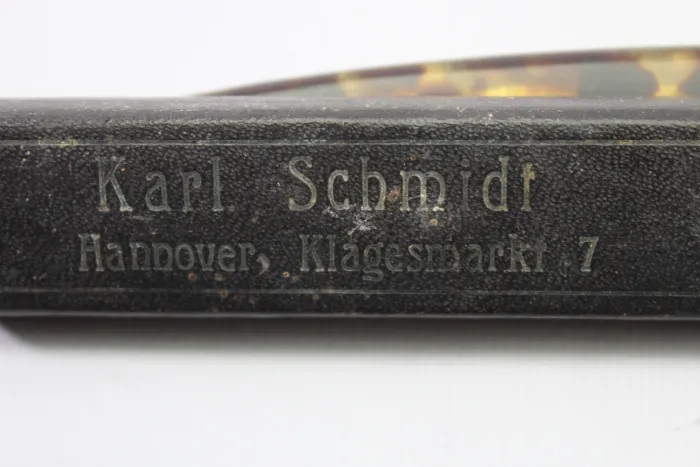 Karl Schmidt
Hannover, Klagesmarkt 7